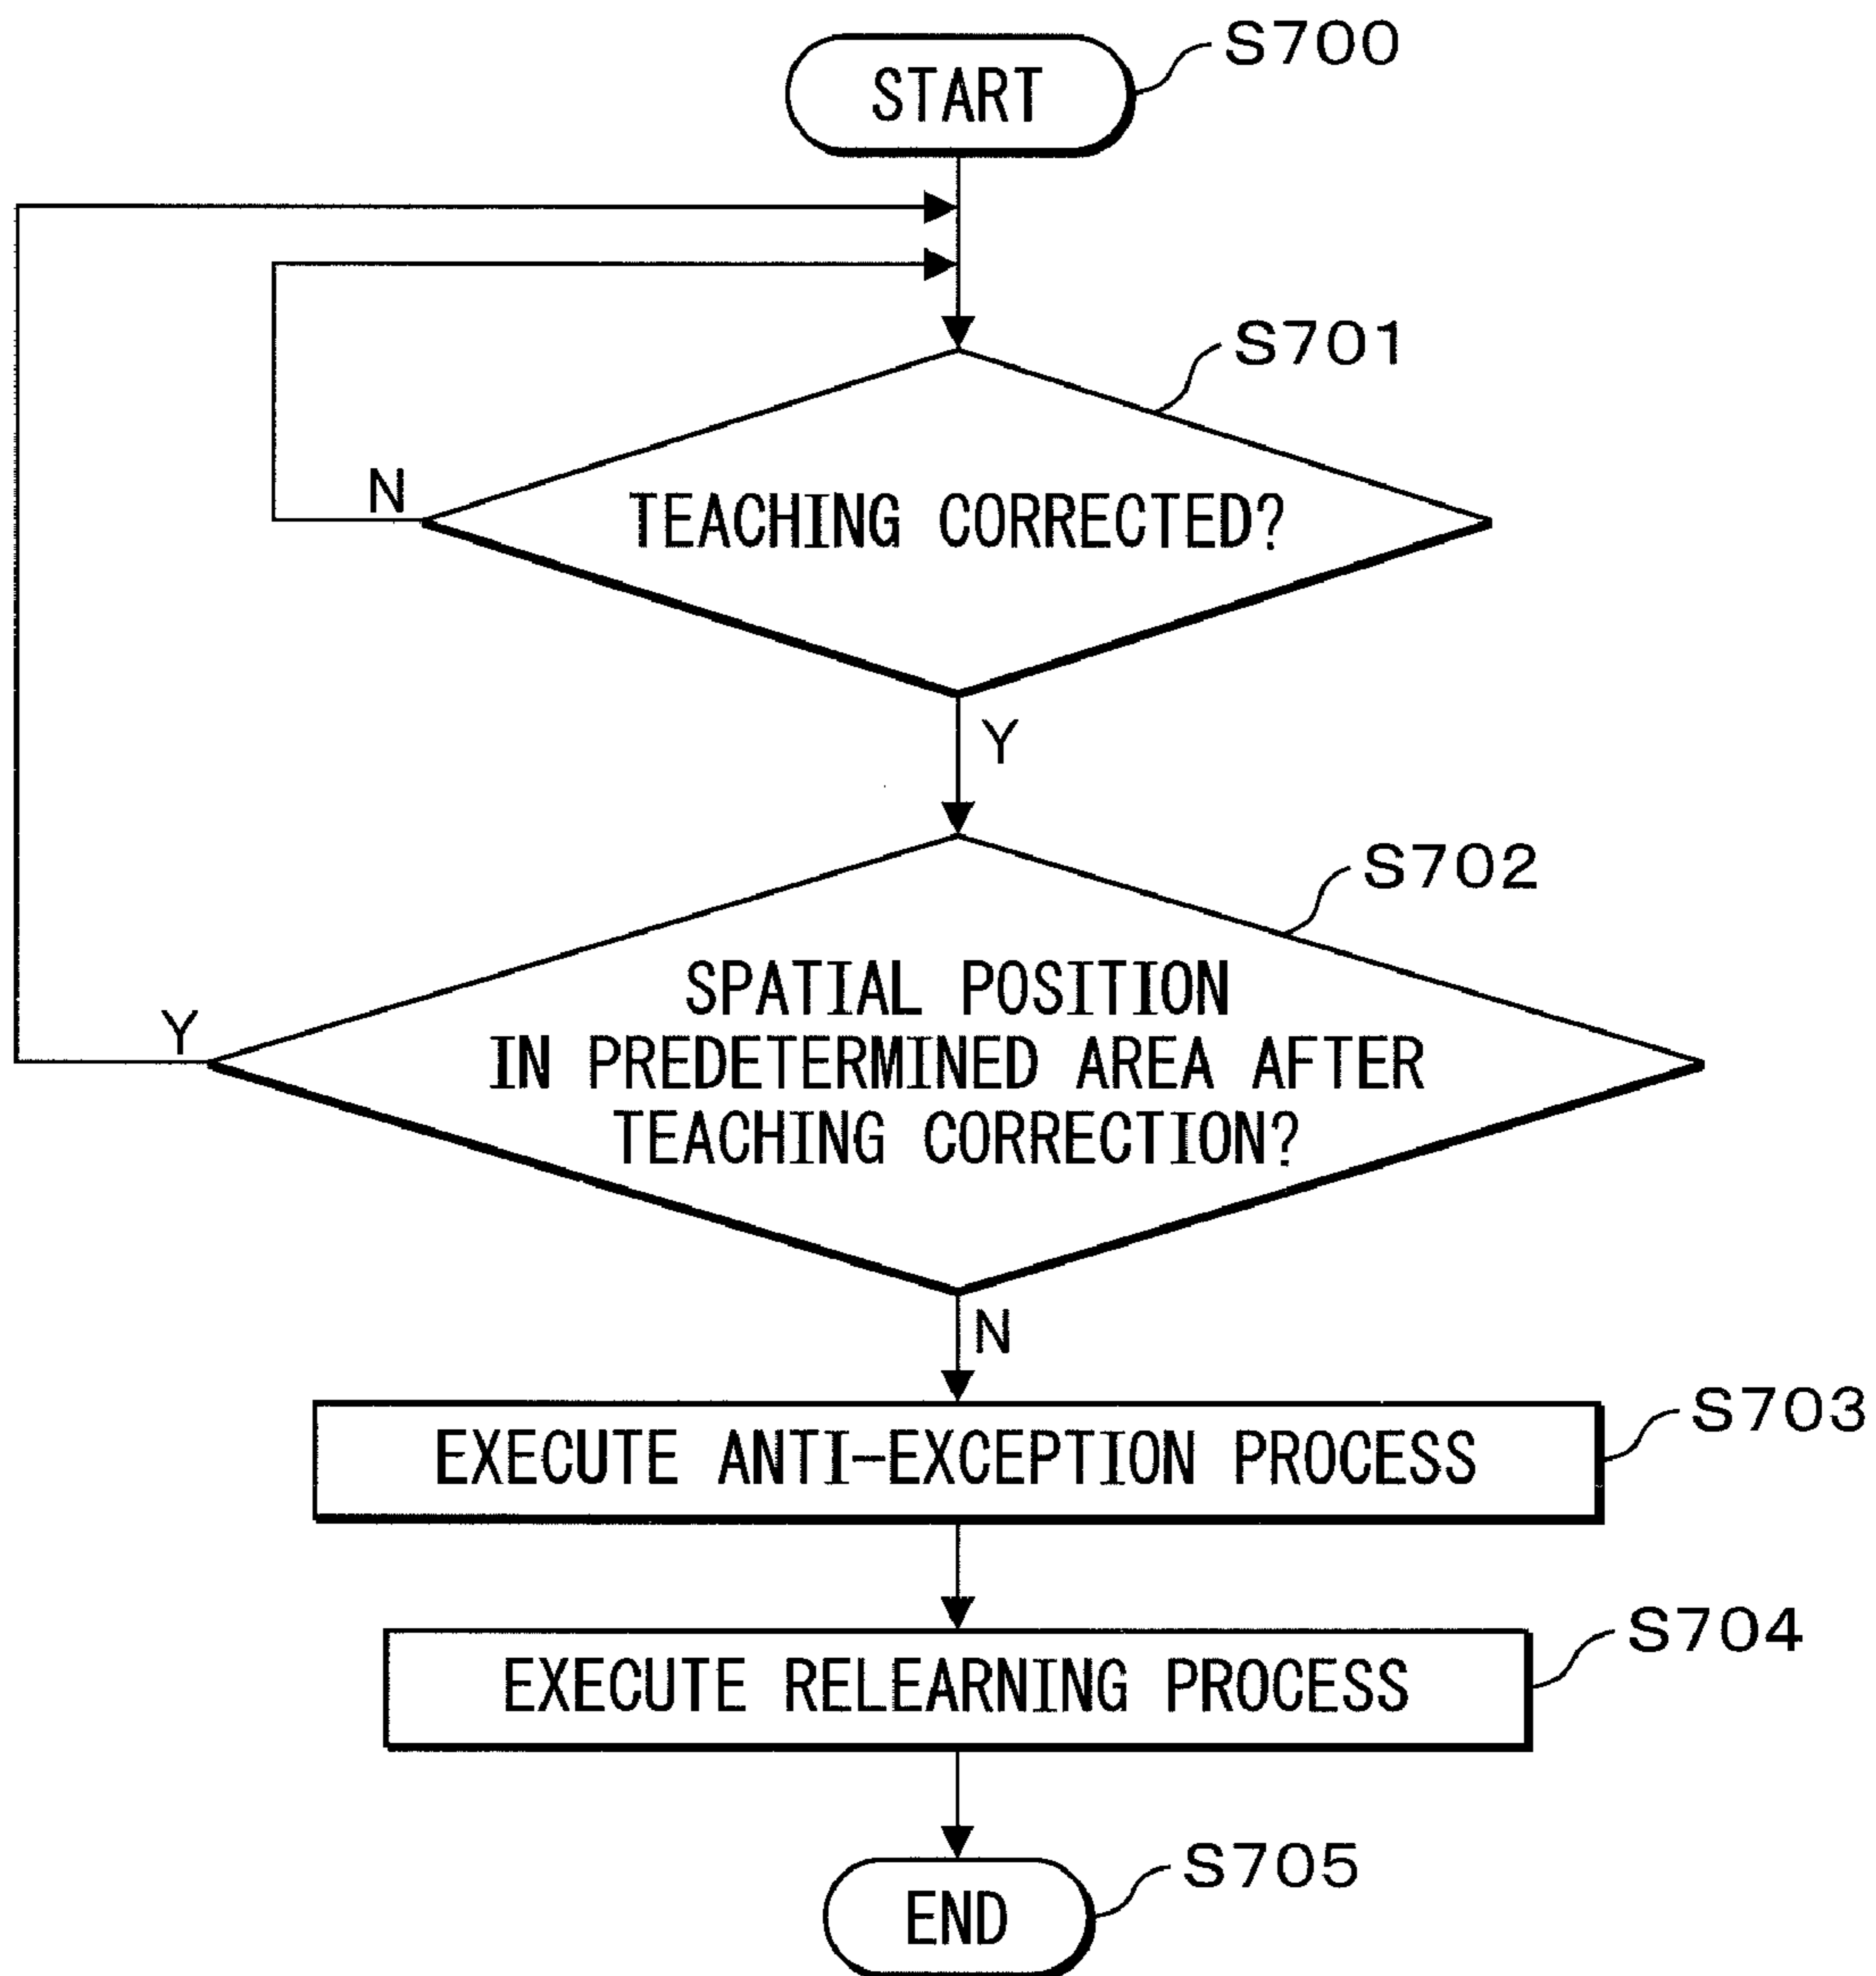 START
S700
S701
N
TEACHING CORRECTED?
Y
S702
SPATIAL POSITION
IN PREDETERMINED AREA AFTER
TEACHING CORRECTION?
Y
N
S703
EXECUTE ANTI-EXCEPTION PROCESS
S704
EXECUTE RELEARNING PROCESS
S705
END